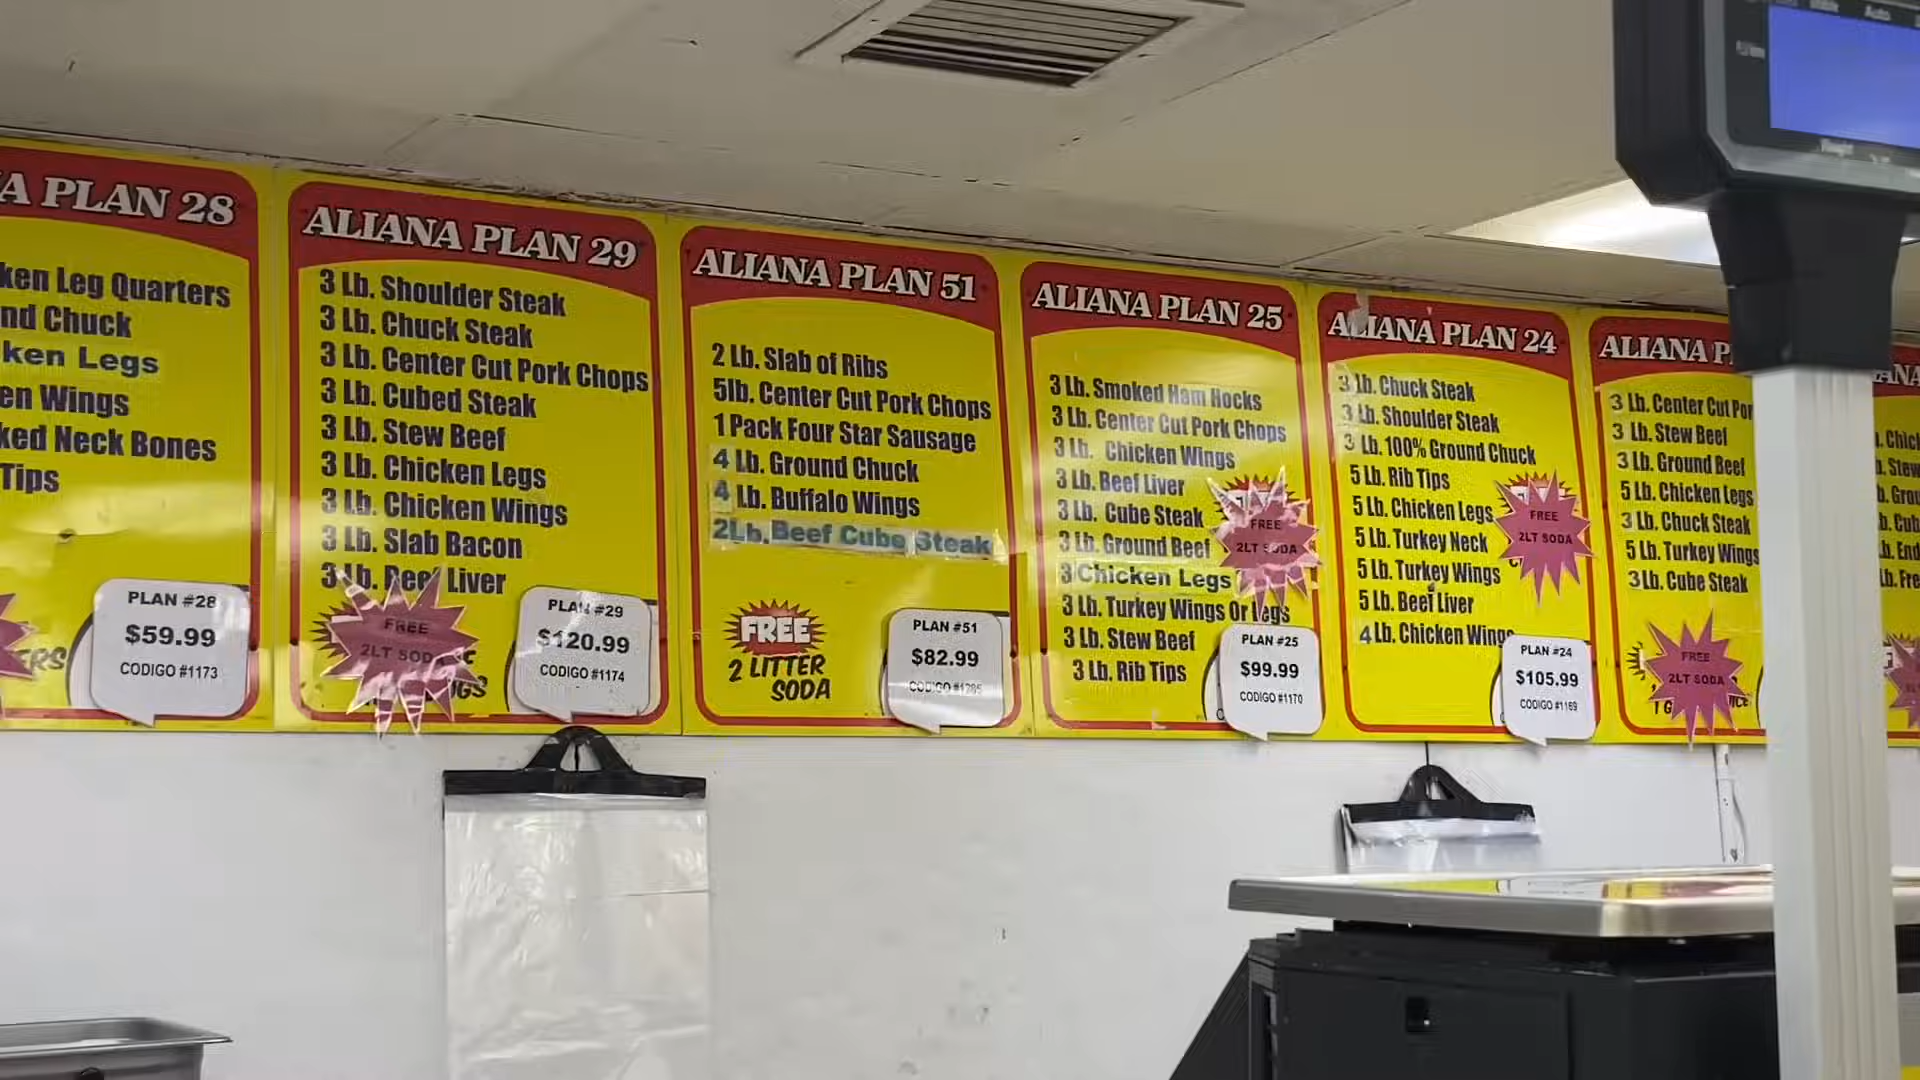 A PLAN 28
ken Leg Quarters
nd Chuck
ken Legs
en Wings
ked Neck Bones
Tips
PLAN #28
$59.99
CODIGO #1173
ALIANA PLAN 29
3 Lb. Shoulder Steak
3 Lb. Chuck Steak
3 Lb. Center Cut Pork Chops
3 Lb. Cubed Steak
3 Lb. Stew Beef
3 Lb. Chicken Legs
3 Lb. Chicken Wings
3 Lb. Slab Bacon
3 Lb. Beef Liver
FREE
2LT SODA
PLAN #29
$120.99
CODIGO #1174
ALIANA PLAN 51
2 Lb. Slab of Ribs
5lb. Center Cut Pork Chops
1 Pack Four Star Sausage
4 Lb. Ground Chuck
4 Lb. Buffalo Wings
2Lb. Beef Cube Steak
FREE
2 LITTER
SODA
PLAN #51
$82.99
ALIANA PLAN 25
3 Lb. Smoked Ham Hocks
3 Lb. Center Cut Pork Chops
3 Lb. Chicken Wings
3 Lb. Beef Liver
3 Lb. Cube Steak
3 Lb. Ground Beef
3 Chicken Legs
3 Lb. Turkey Wings Or legs
3 Lb. Stew Beef
3 Lb. Rib Tips
FREE
2LT SODA
PLAN #25
$99.99
CODIGO #1170
ALIANA PLAN 24
3 Lb. Chuck Steak
3 Lb. Shoulder Steak
3 Lb. 100% Ground Chuck
5 Lb. Rib Tips
5 Lb. Chicken Legs
5 Lb. Turkey Neck
5 Lb. Turkey Wings
5 Lb. Beef Liver
4 Lb. Chicken Wings
FREE
2LT SODA
PLAN #24
$105.99
CODIGO #1169
ALIANA P
3 Lb. Center Cut Por
3 Lb. Stew Beef
3 Lb. Ground Beef
5 Lb. Chicken Legs
3 Lb. Chuck Steak
5 Lb. Turkey Wings
3 Lb. Cube Steak
FREE
2LT SODA
ANA